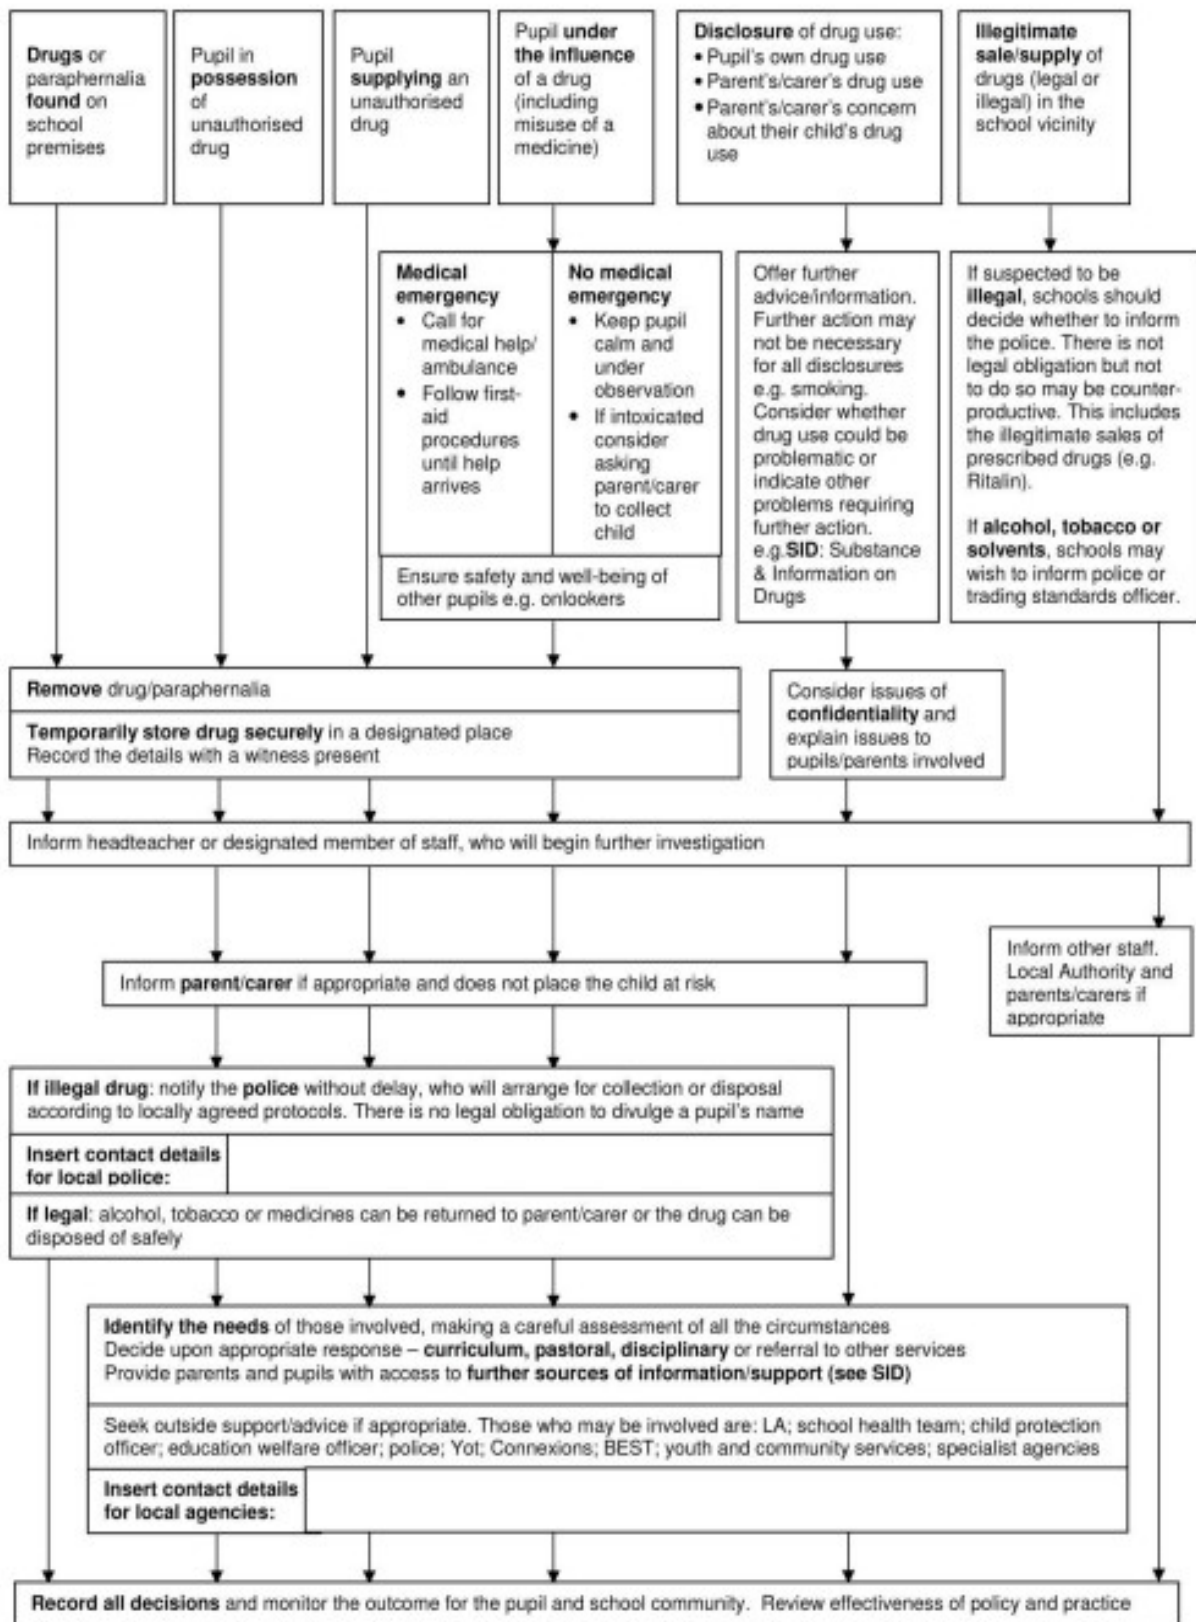 Drugs or
paraphernalia
found on
school
premises
Pupil in
possession
of
unauthorised
drug
Pupil
supplying an
unauthorised
drug
Pupil under
the influence
of a drug
(including
misuse of a
medicine)
Disclosure of drug use:
• Pupil's own drug use
• Parent's/carer's drug use
• Parent's/carer's concern
about their child's drug
use
Illegitimate
sale/supply of
drugs (legal or
illegal) in the
school vicinity
Medical
emergency
• Call for
medical help/
ambulance
• Follow first-
aid
procedures
until help
arrives
No medical
emergency
• Keep pupil
calm and
under
observation
• If intoxicated
consider
asking
parent/carer
to collect
child
Ensure safety and well-being of
other pupils e.g. onlookers
Offer further
advice/information.
Further action may
not be necessary
for all disclosures
e.g. smoking.
Consider whether
drug use could be
problematic or
indicate other
problems requiring
further action.
e.g.SID: Substance
& Information on
Drugs
If suspected to be
illegal, schools should
decide whether to inform
the police. There is not
legal obligation but not
to do so may be counter-
productive. This includes
the illegitimate sales of
prescribed drugs (e.g.
Ritalin).
If alcohol, tobacco or
solvents, schools may
wish to inform police or
trading standards officer.
Remove drug/paraphernalia
Temporarily store drug securely in a designated place
Record the details with a witness present
Consider issues of
confidentiality and
explain issues to
pupils/parents involved
Inform headteacher or designated member of staff, who will begin further investigation
Inform parent/carer if appropriate and does not place the child at risk
Inform other staff.
Local Authority and
parents/carers if
appropriate
If illegal drug: notify the police without delay, who will arrange for collection or disposal
according to locally agreed protocols. There is no legal obligation to divulge a pupil's name
Insert contact details
for local police:
If legal: alcohol, tobacco or medicines can be returned to parent/carer or the drug can be
disposed of safely
Identify the needs of those involved, making a careful assessment of all the circumstances
Decide upon appropriate response – curriculum, pastoral, disciplinary or referral to other services
Provide parents and pupils with access to further sources of information/support (see SID)
Seek outside support/advice if appropriate. Those who may be involved are: LA; school health team; child protection
officer; education welfare officer; police; Yot; Connexions; BEST; youth and community services; specialist agencies
Insert contact details
for local agencies:
Record all decisions and monitor the outcome for the pupil and school community. Review effectiveness of policy and practice